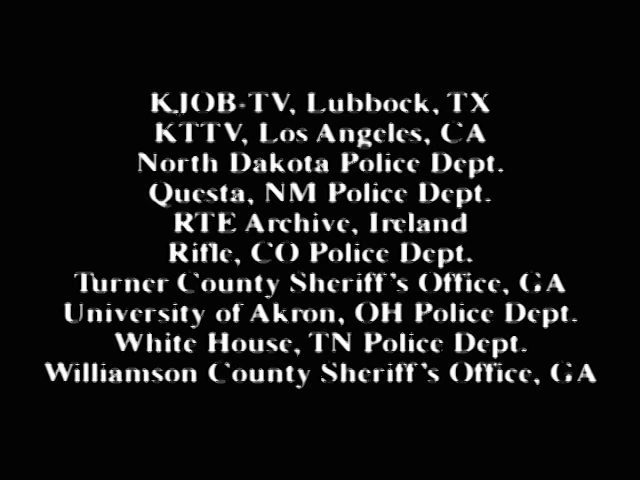 KJOB-TV, Lubbock, TX
KTTV, Los Angeles, CA
North Dakota Police Dept.
Questa, NM Police Dept.
RTE Archive, Ireland
Rifle, CO Police Dept.
Turner County Sheriff's Office, GA
University of Akron, OH Police Dept.
White House, TN Police Dept.
Williamson County Sheriff's Office, GA